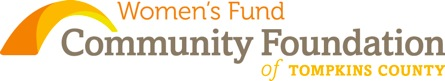 Women's Fund
Community Foundation
of TOMPKINS COUNTY